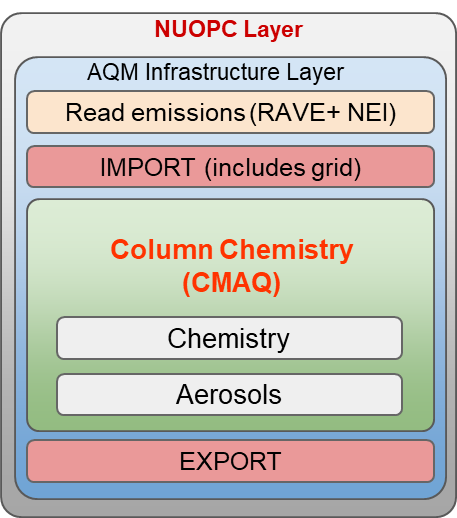 NUOPC Layer
AQM Infrastructure Layer
Read emissions (RAVE+ NEI)
IMPORT (includes grid)
Column Chemistry
(CMAQ)
Chemistry
Aerosols
EXPORT